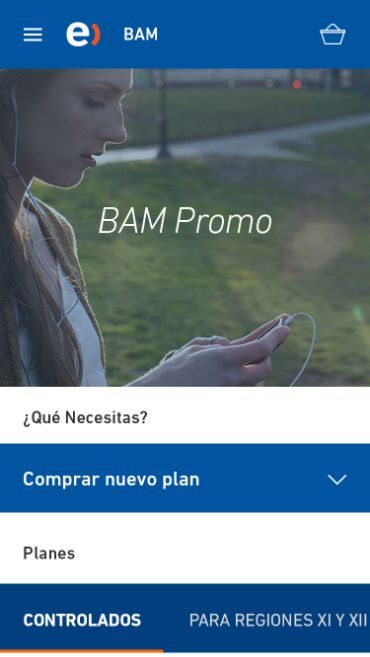 e) BAM
BAM Promo
¿Qué Necesitas?
Comprar nuevo plan
Planes
CONTROLADOS PARA REGIONES XI Y XII